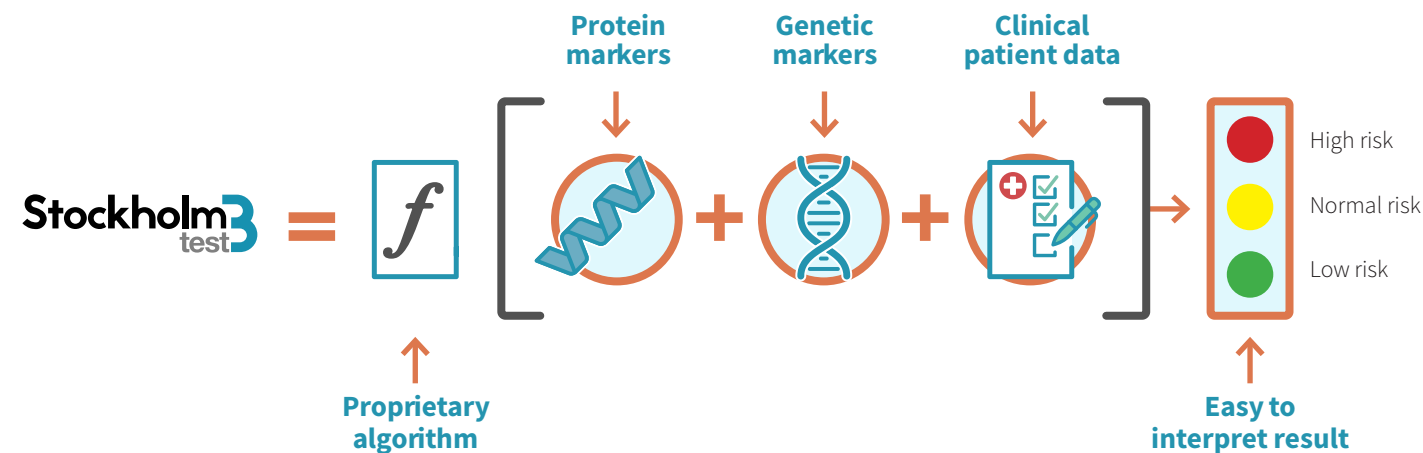 Protein
markers
Genetic
markers
Clinical
patient data
Stockholm3
test
=
f
+
+
High risk
Normal risk
Low risk
Proprietary
algorithm
Easy to
interpret result